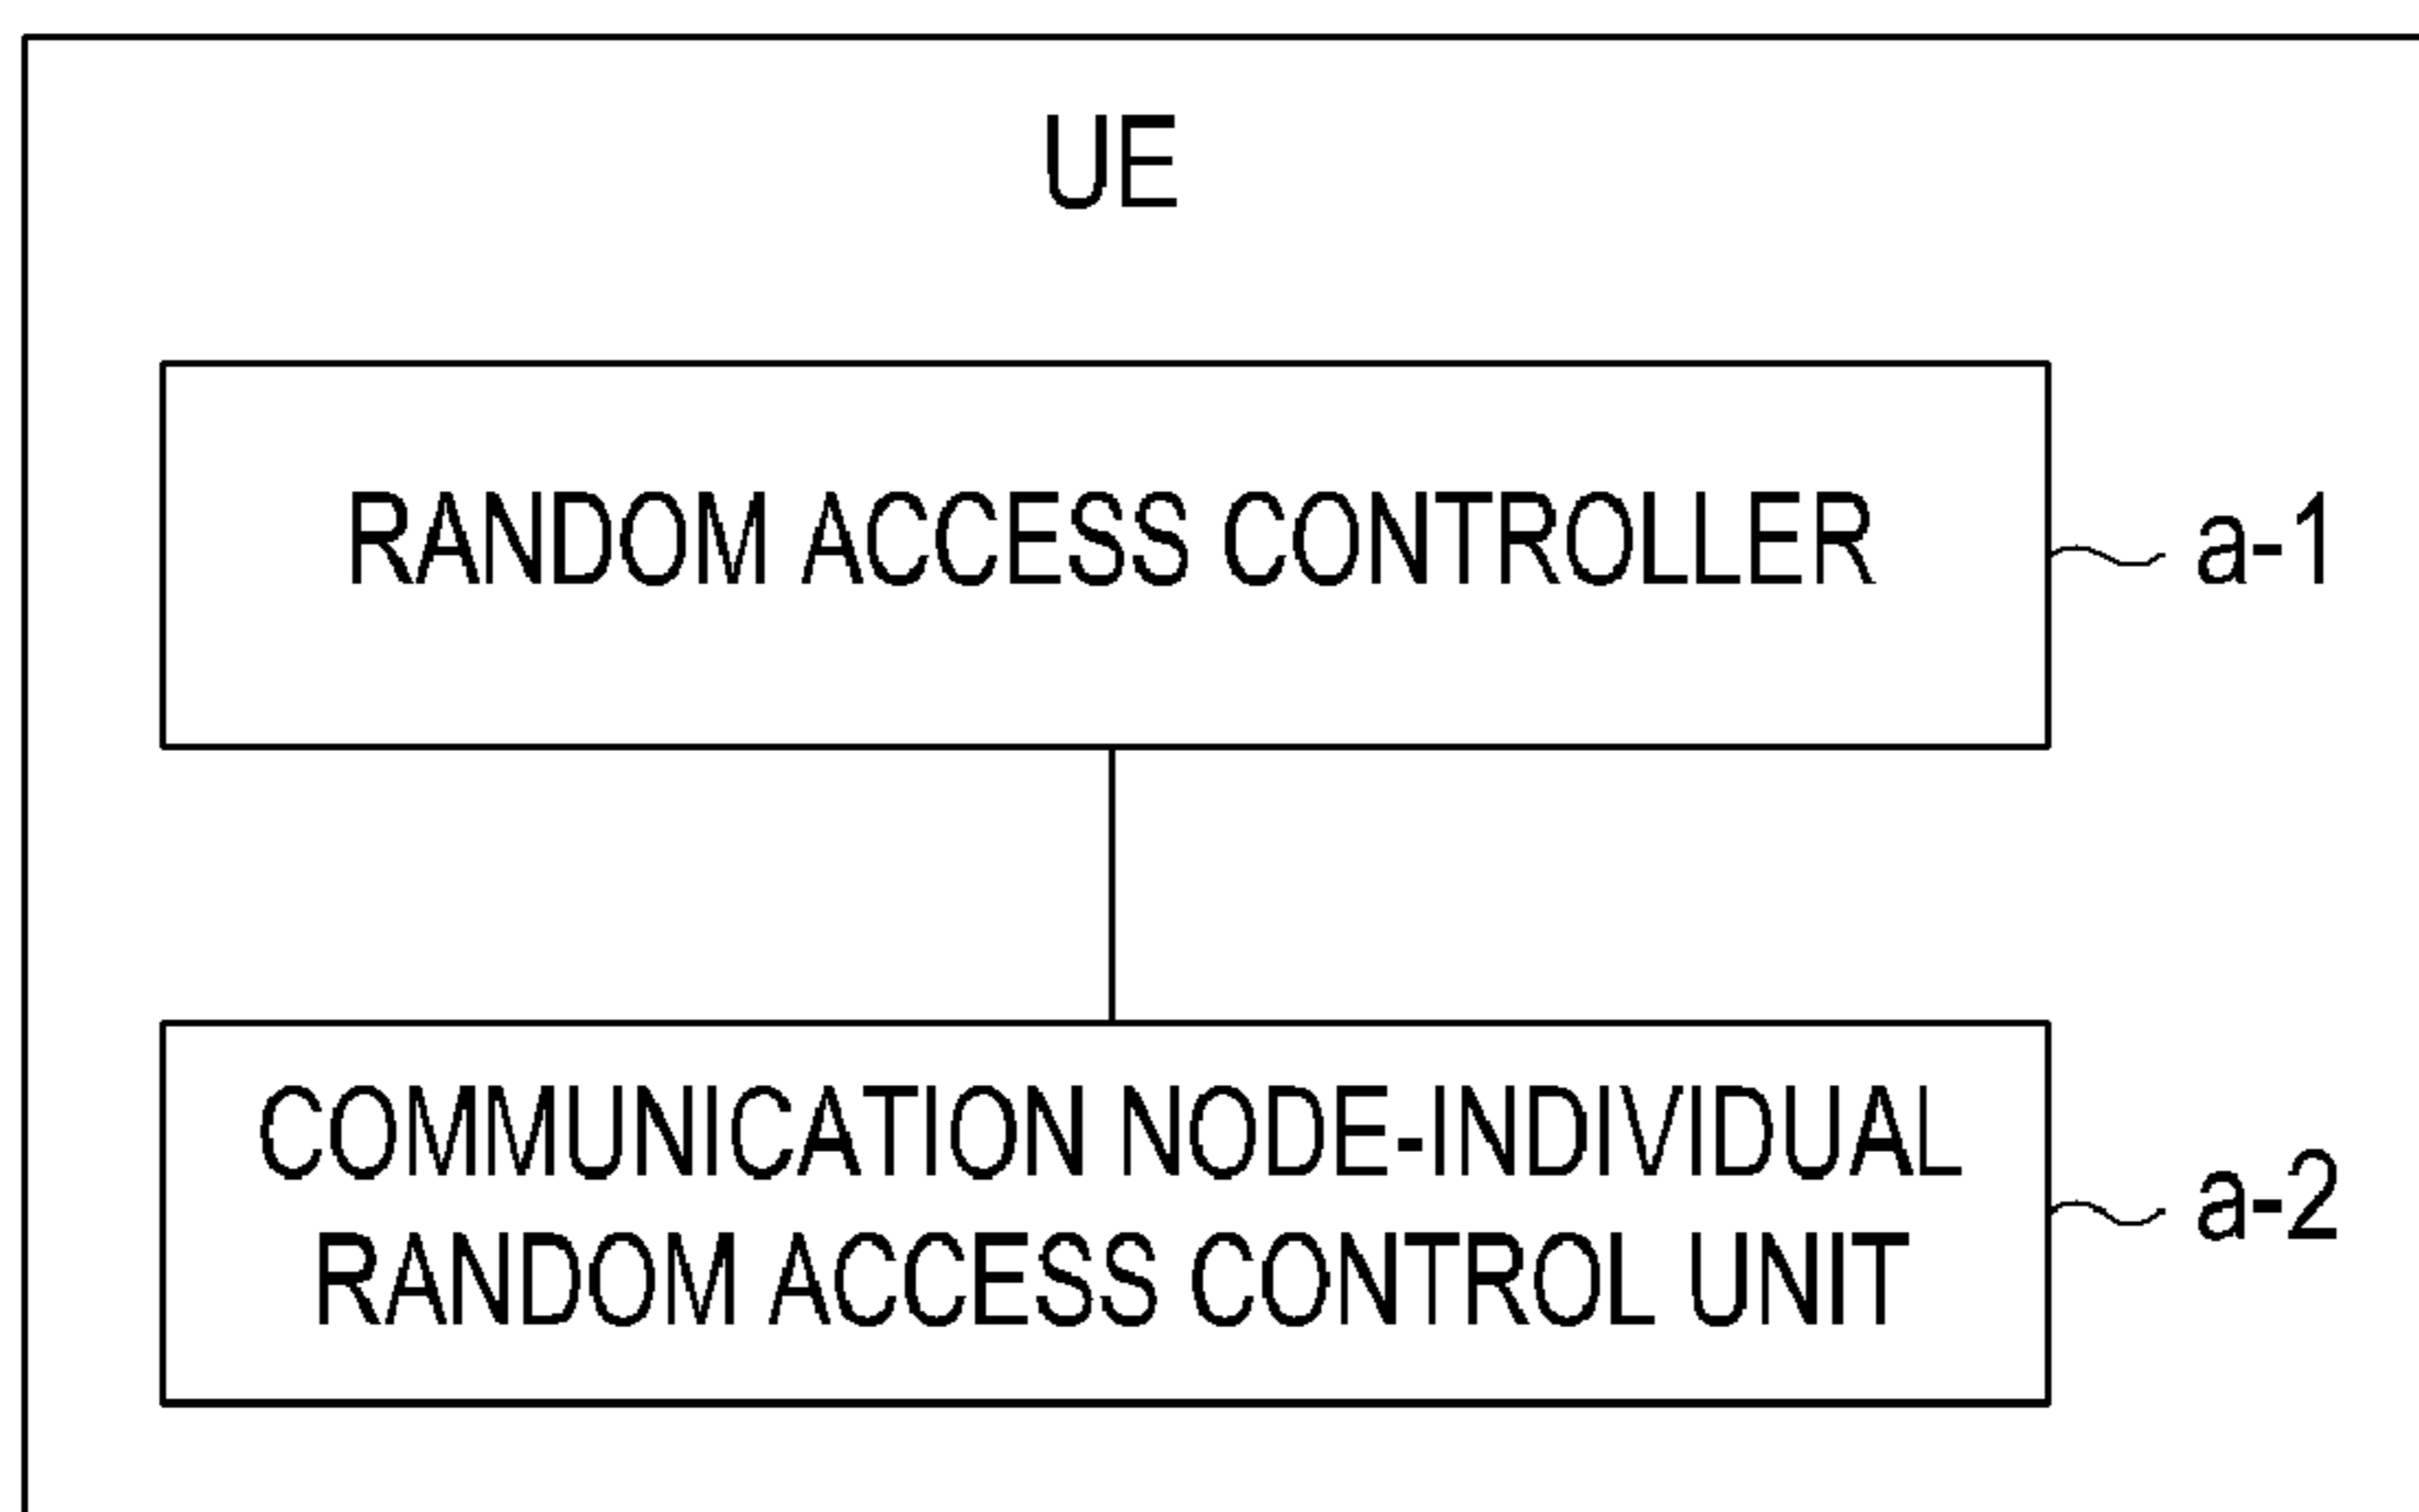 UE
RANDOM ACCESS CONTROLLER
a-1
COMMUNICATION NODE-INDIVIDUAL
RANDOM ACCESS CONTROL UNIT
a-2